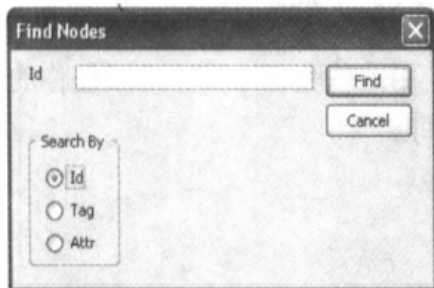 Find Nodes
Id
Find
Cancel
Search By
Id
Tag
Attr